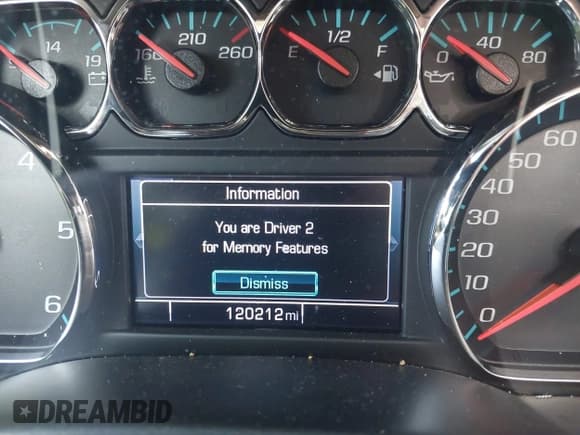 14 19
160 210 260
E 1/2 F
0 40 80
4
5
6
Information
You are Driver 2
for Memory Features
Dismiss
120212 mi
60
50
40
30
20
10
0
DREAMBID